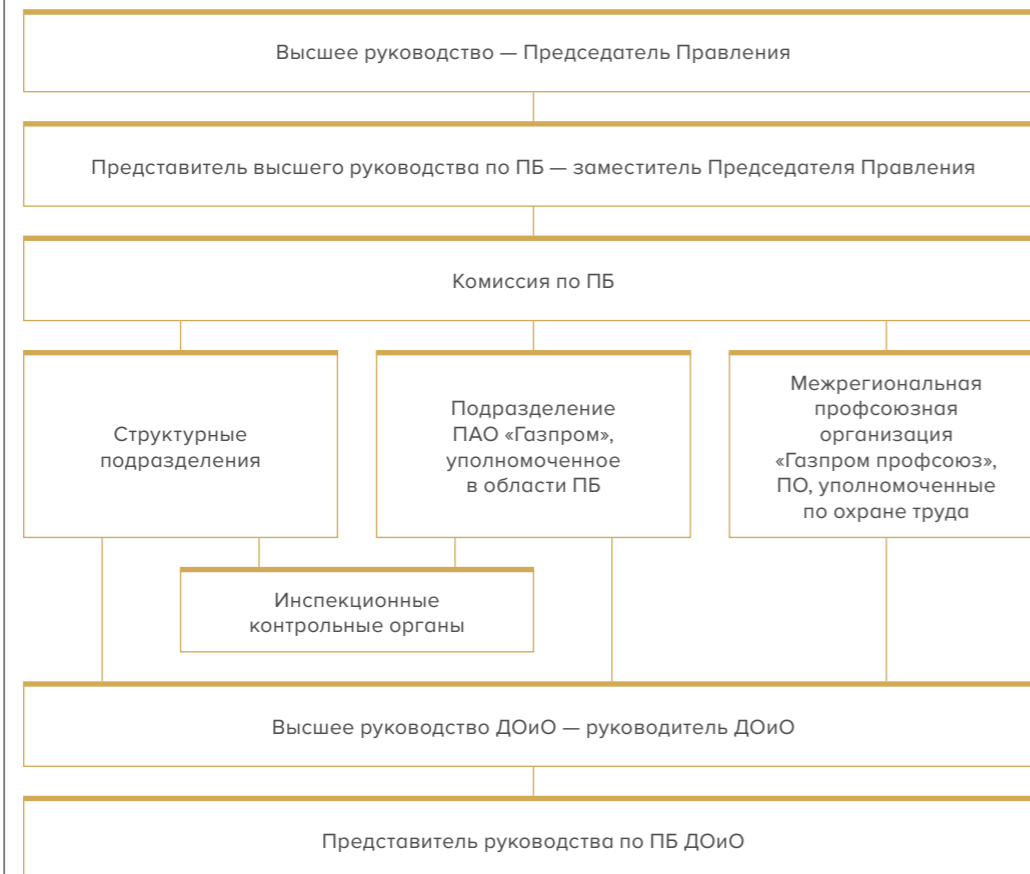 Высшее руководство — Председатель Правления
Представитель высшего руководства по ПБ — заместитель Председателя Правления
Комиссия по ПБ
Структурные
подразделения
Подразделение
ПАО «Газпром»,
уполномоченное
в области ПБ
Межрегиональная
профсоюзная
организация
«Газпром профсоюз»,
ПО, уполномоченные
по охране труда
Инспекционные
контрольные органы
Высшее руководство ДОиО — руководитель ДОиО
Представитель руководства по ПБ ДОиО